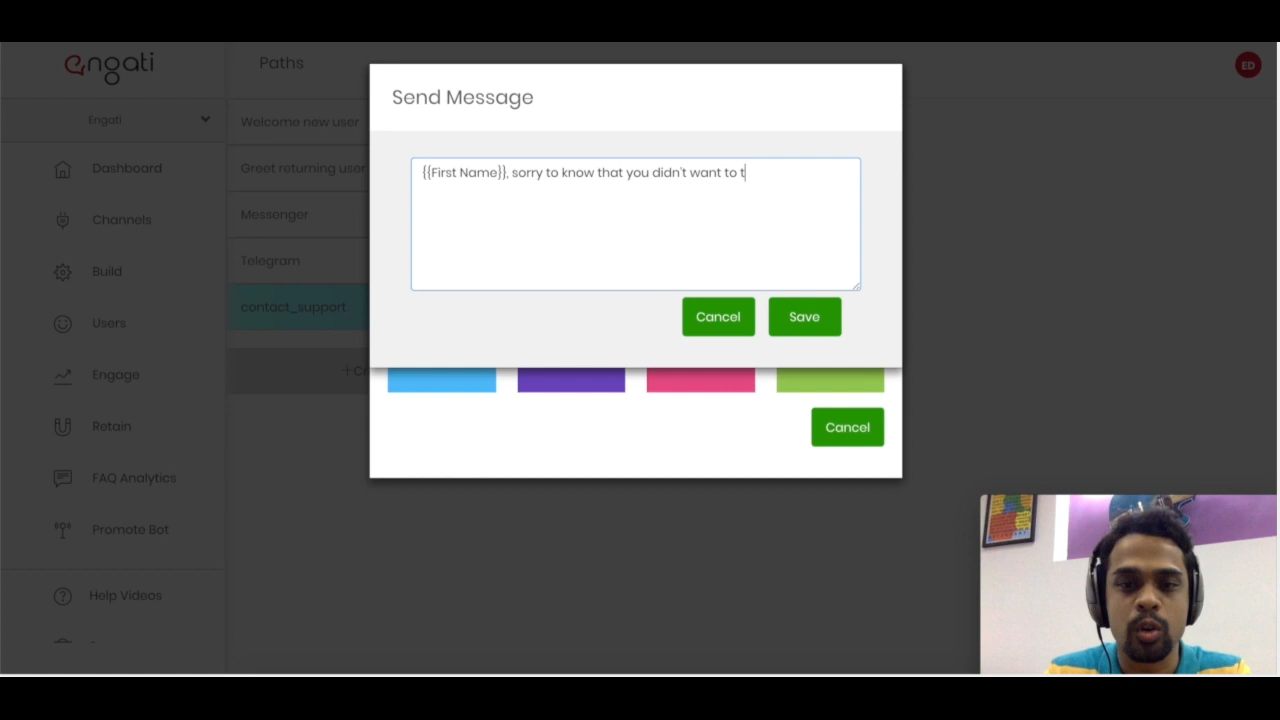 engati
Paths
ED
Engati
Welcome new user
Dashboard
Greet returning user
Channels
Messenger
Build
Telegram
Users
contact_support
Engage
Retain
FAQ Analytics
Promote Bot
Help Videos
Send Message
{{First Name}}, sorry to know that you didn't want to t
Cancel
Save
Cancel